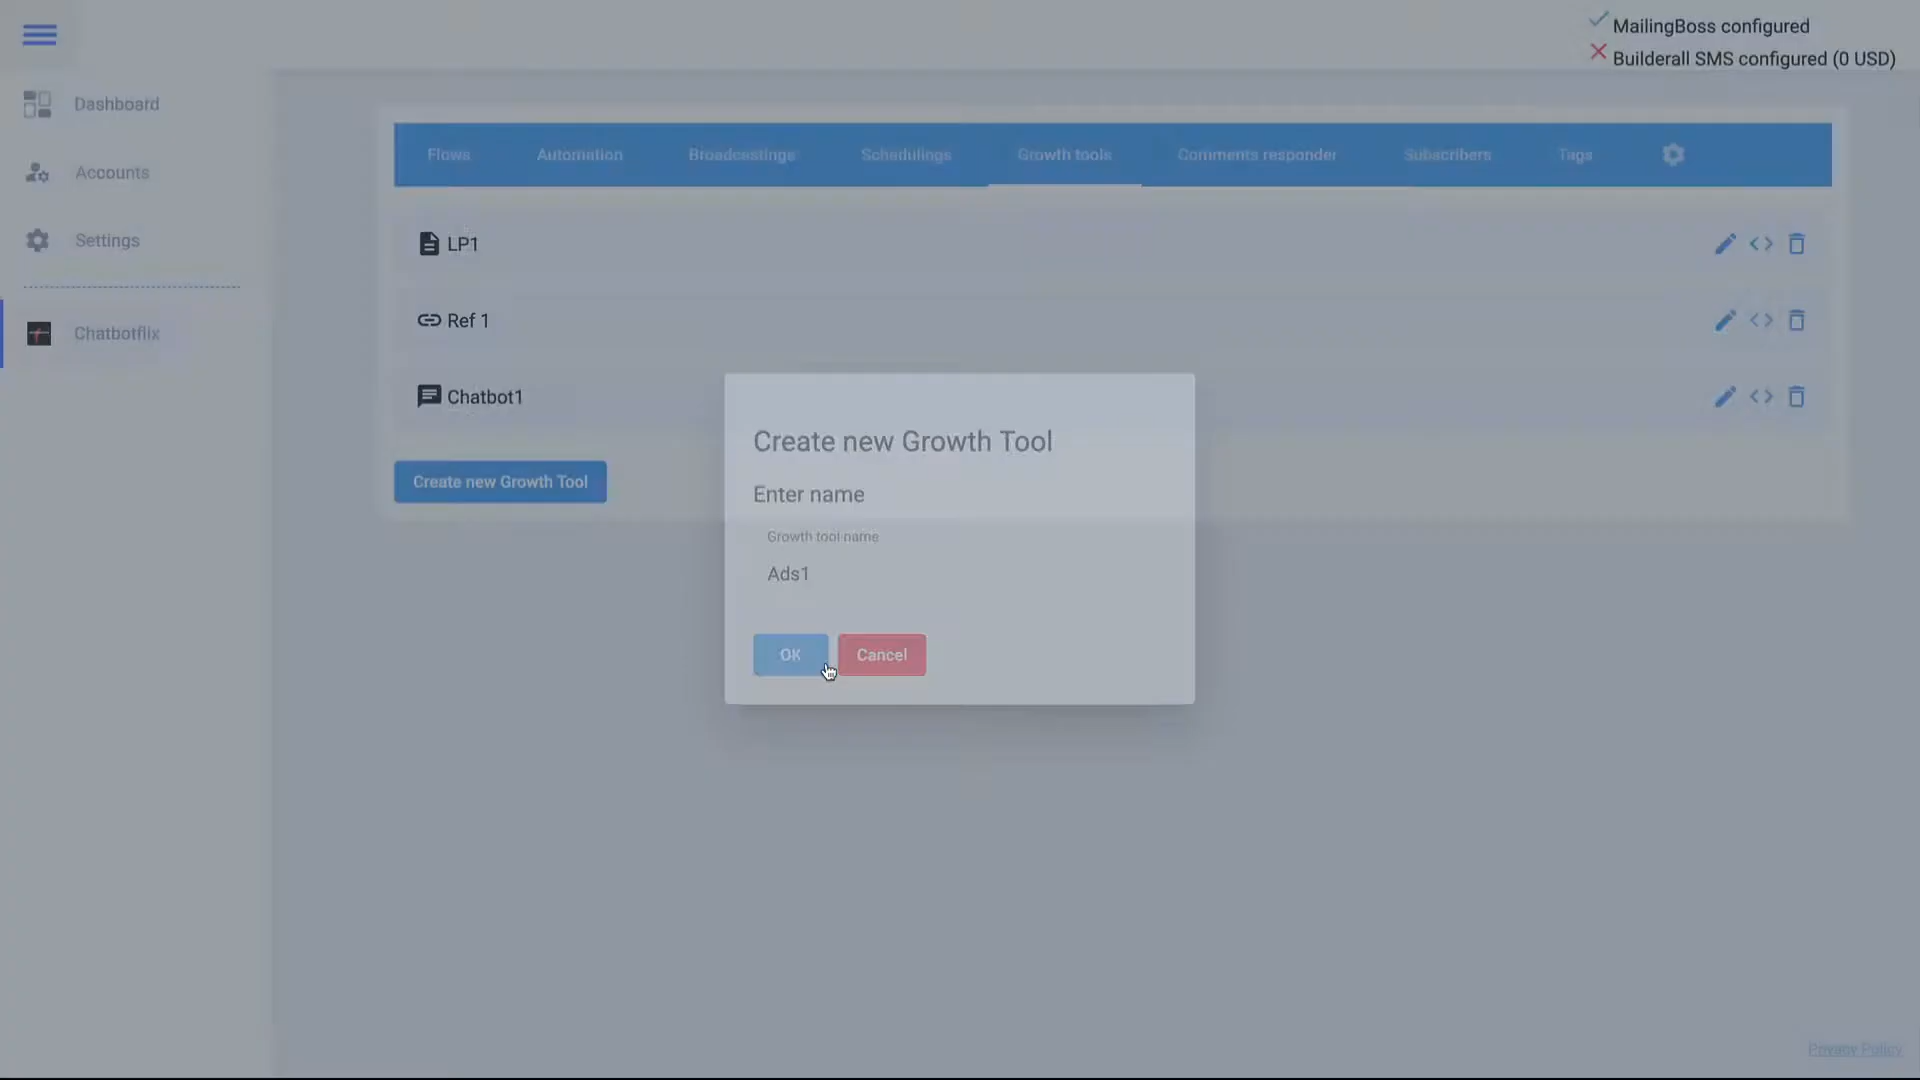 MailingBoss configured
Builderall SMS configured (0 USD)
Dashboard
Accounts
Settings
Chatbotflix
Flows Automation Broadcastings Schedulings Growth tools Comments responder Subscribers Tags
LP1
Ref 1
Chatbot1
Create new Growth Tool
Create new Growth Tool
Enter name
Growth tool name
Ads1
OK Cancel
Privacy Policy